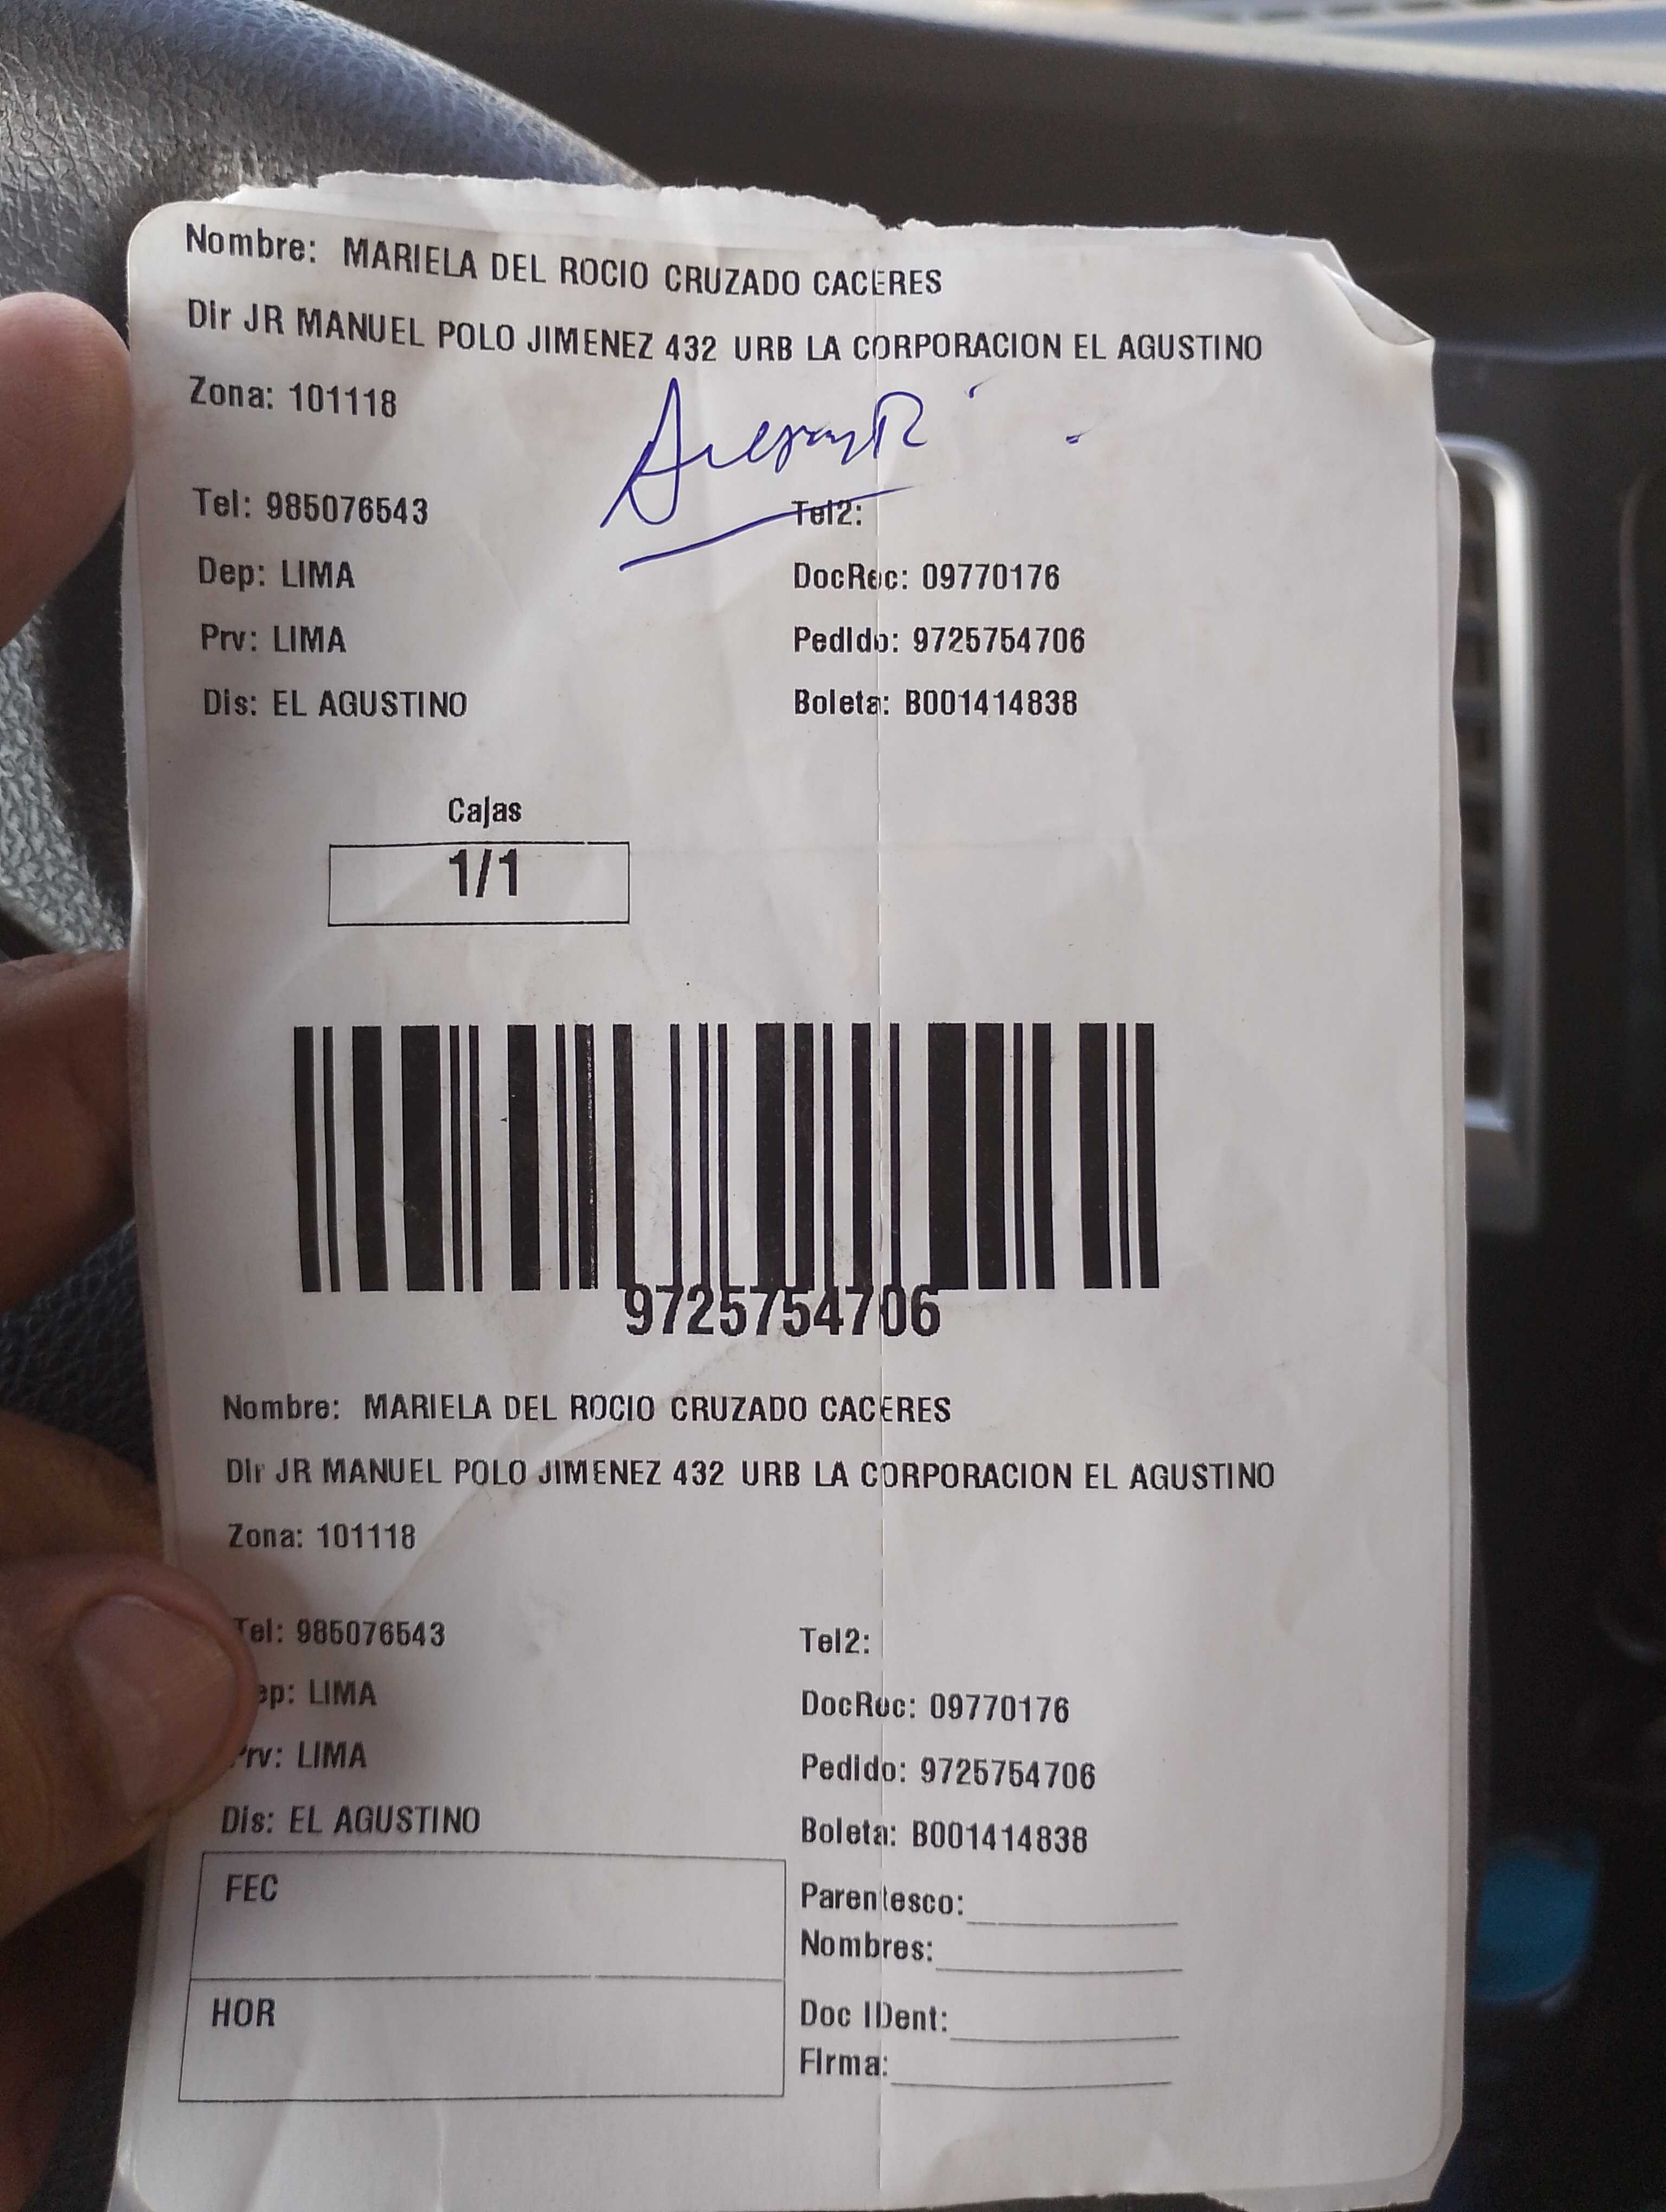 Nombre: MARIELA DEL ROCIO CRUZADO CACERES
Dir JR MANUEL POLO JIMENEZ 432 URB LA CORPORACION EL AGUSTINO
Zona: 101118
Tel: 985076543 Tel2:
Dep: LIMA DocRec: 09770176
Prv: LIMA Pedido: 9725754706
Dis: EL AGUSTINO Boleta: B001414838
Cajas
1/1
9725754706
Nombre: MARIELA DEL ROCIO CRUZADO CACERES
Dir JR MANUEL POLO JIMENEZ 432 URB LA CORPORACION EL AGUSTINO
Zona: 101118
Tel: 985076543 Tel2:
ep: LIMA DocRec: 09770176
Prv: LIMA Pedido: 9725754706
Dis: EL AGUSTINO Boleta: B001414838
FEC Parentesco:
Nombres:
HOR Doc IDent:
Firma: